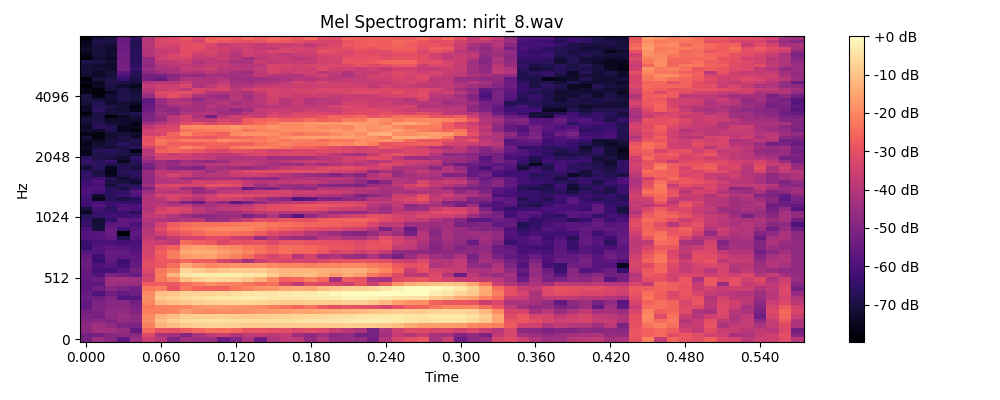 Mel Spectrogram: nirit_8.wav
Hz
4096
2048
1024
512
0
0.000 0.060 0.120 0.180 0.240 0.300 0.360 0.420 0.480 0.540
Time
+0 dB
-10 dB
-20 dB
-30 dB
-40 dB
-50 dB
-60 dB
-70 dB